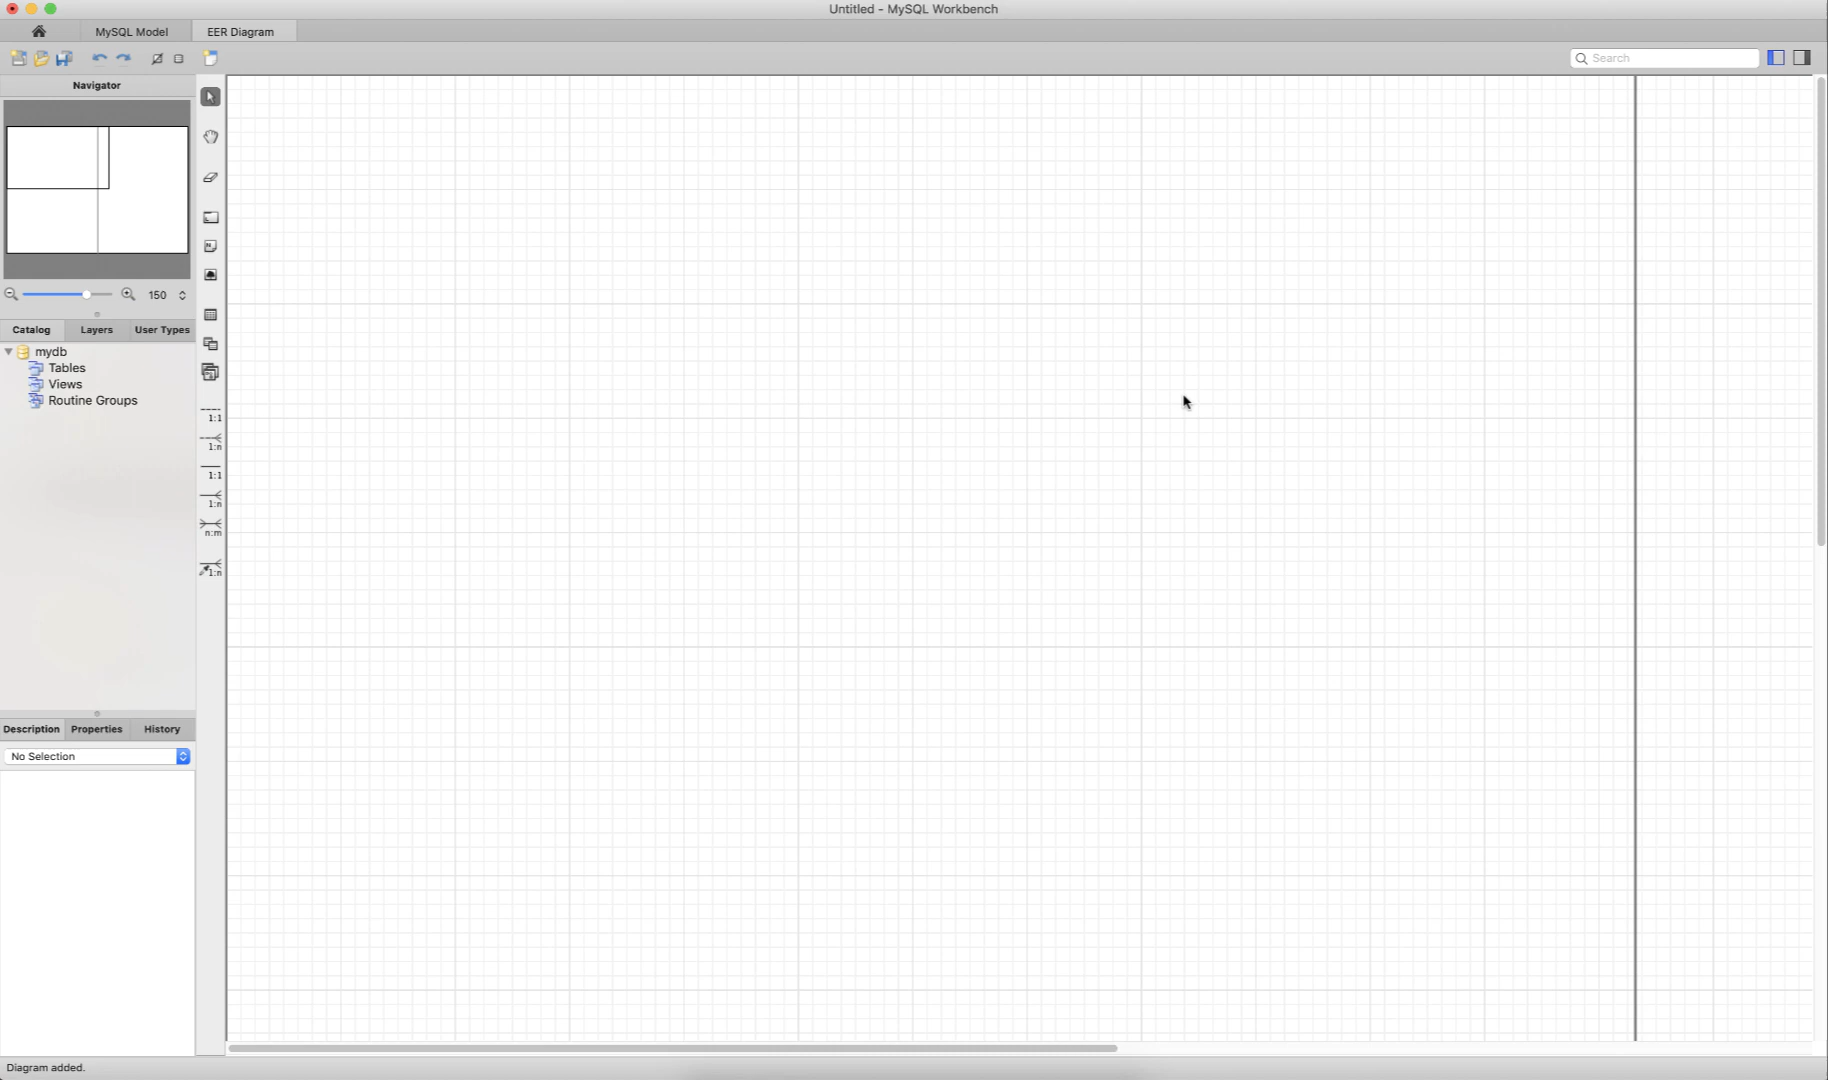 Untitled - MySQL Workbench
MySQL Model
EER Diagram
Search
Navigator
150
Catalog
Layers
User Types
mydb
Tables
Views
Routine Groups
1:1
1:n
1:1
1:n
n:m
1:n
Description
Properties
History
No Selection
Diagram added.